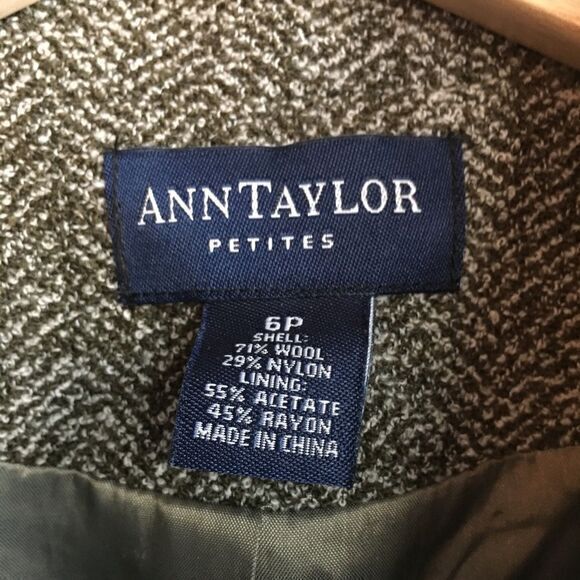 ANNTAYLOR
PETITES
6P
SHELL:
71% WOOL
29% NYLON
LINING:
55% ACETATE
45% RAYON
MADE IN CHINA